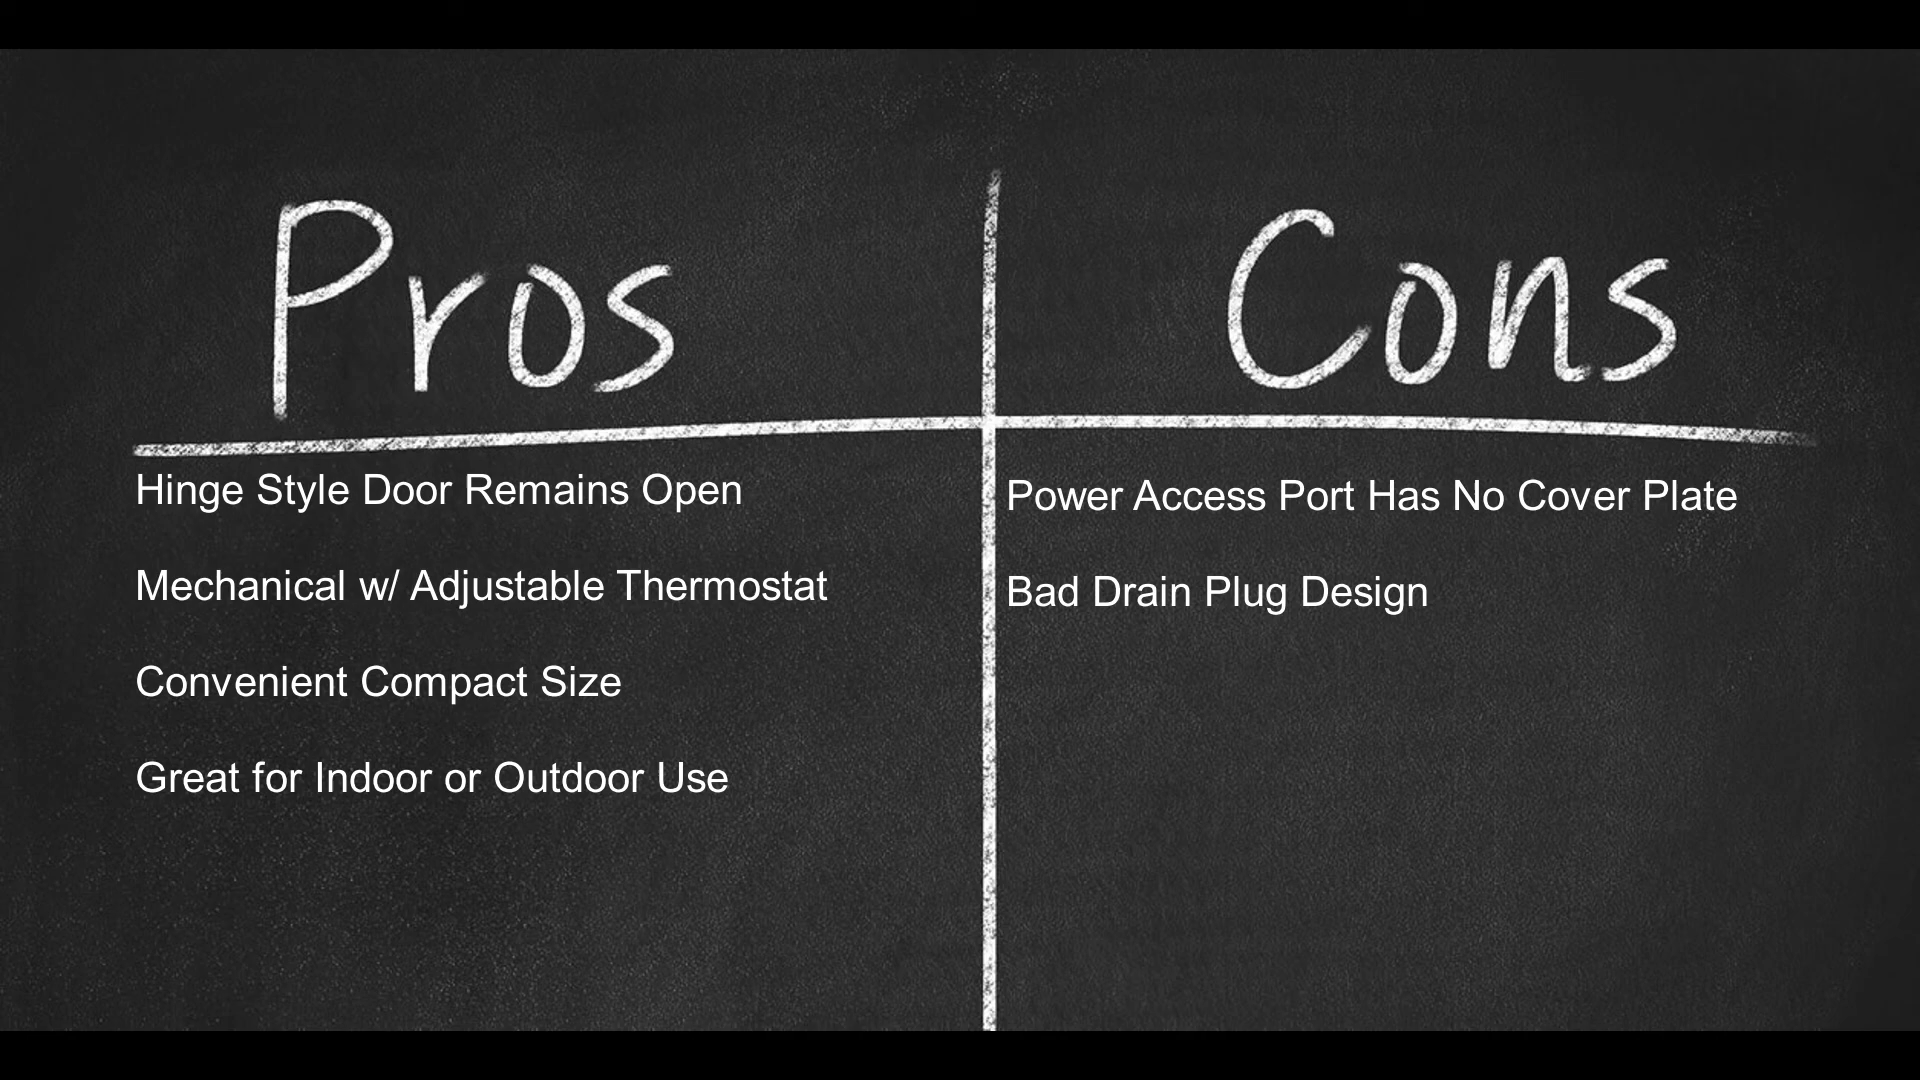 Pros
Cons
Hinge Style Door Remains Open
Mechanical w/ Adjustable Thermostat
Convenient Compact Size
Great for Indoor or Outdoor Use
Power Access Port Has No Cover Plate
Bad Drain Plug Design